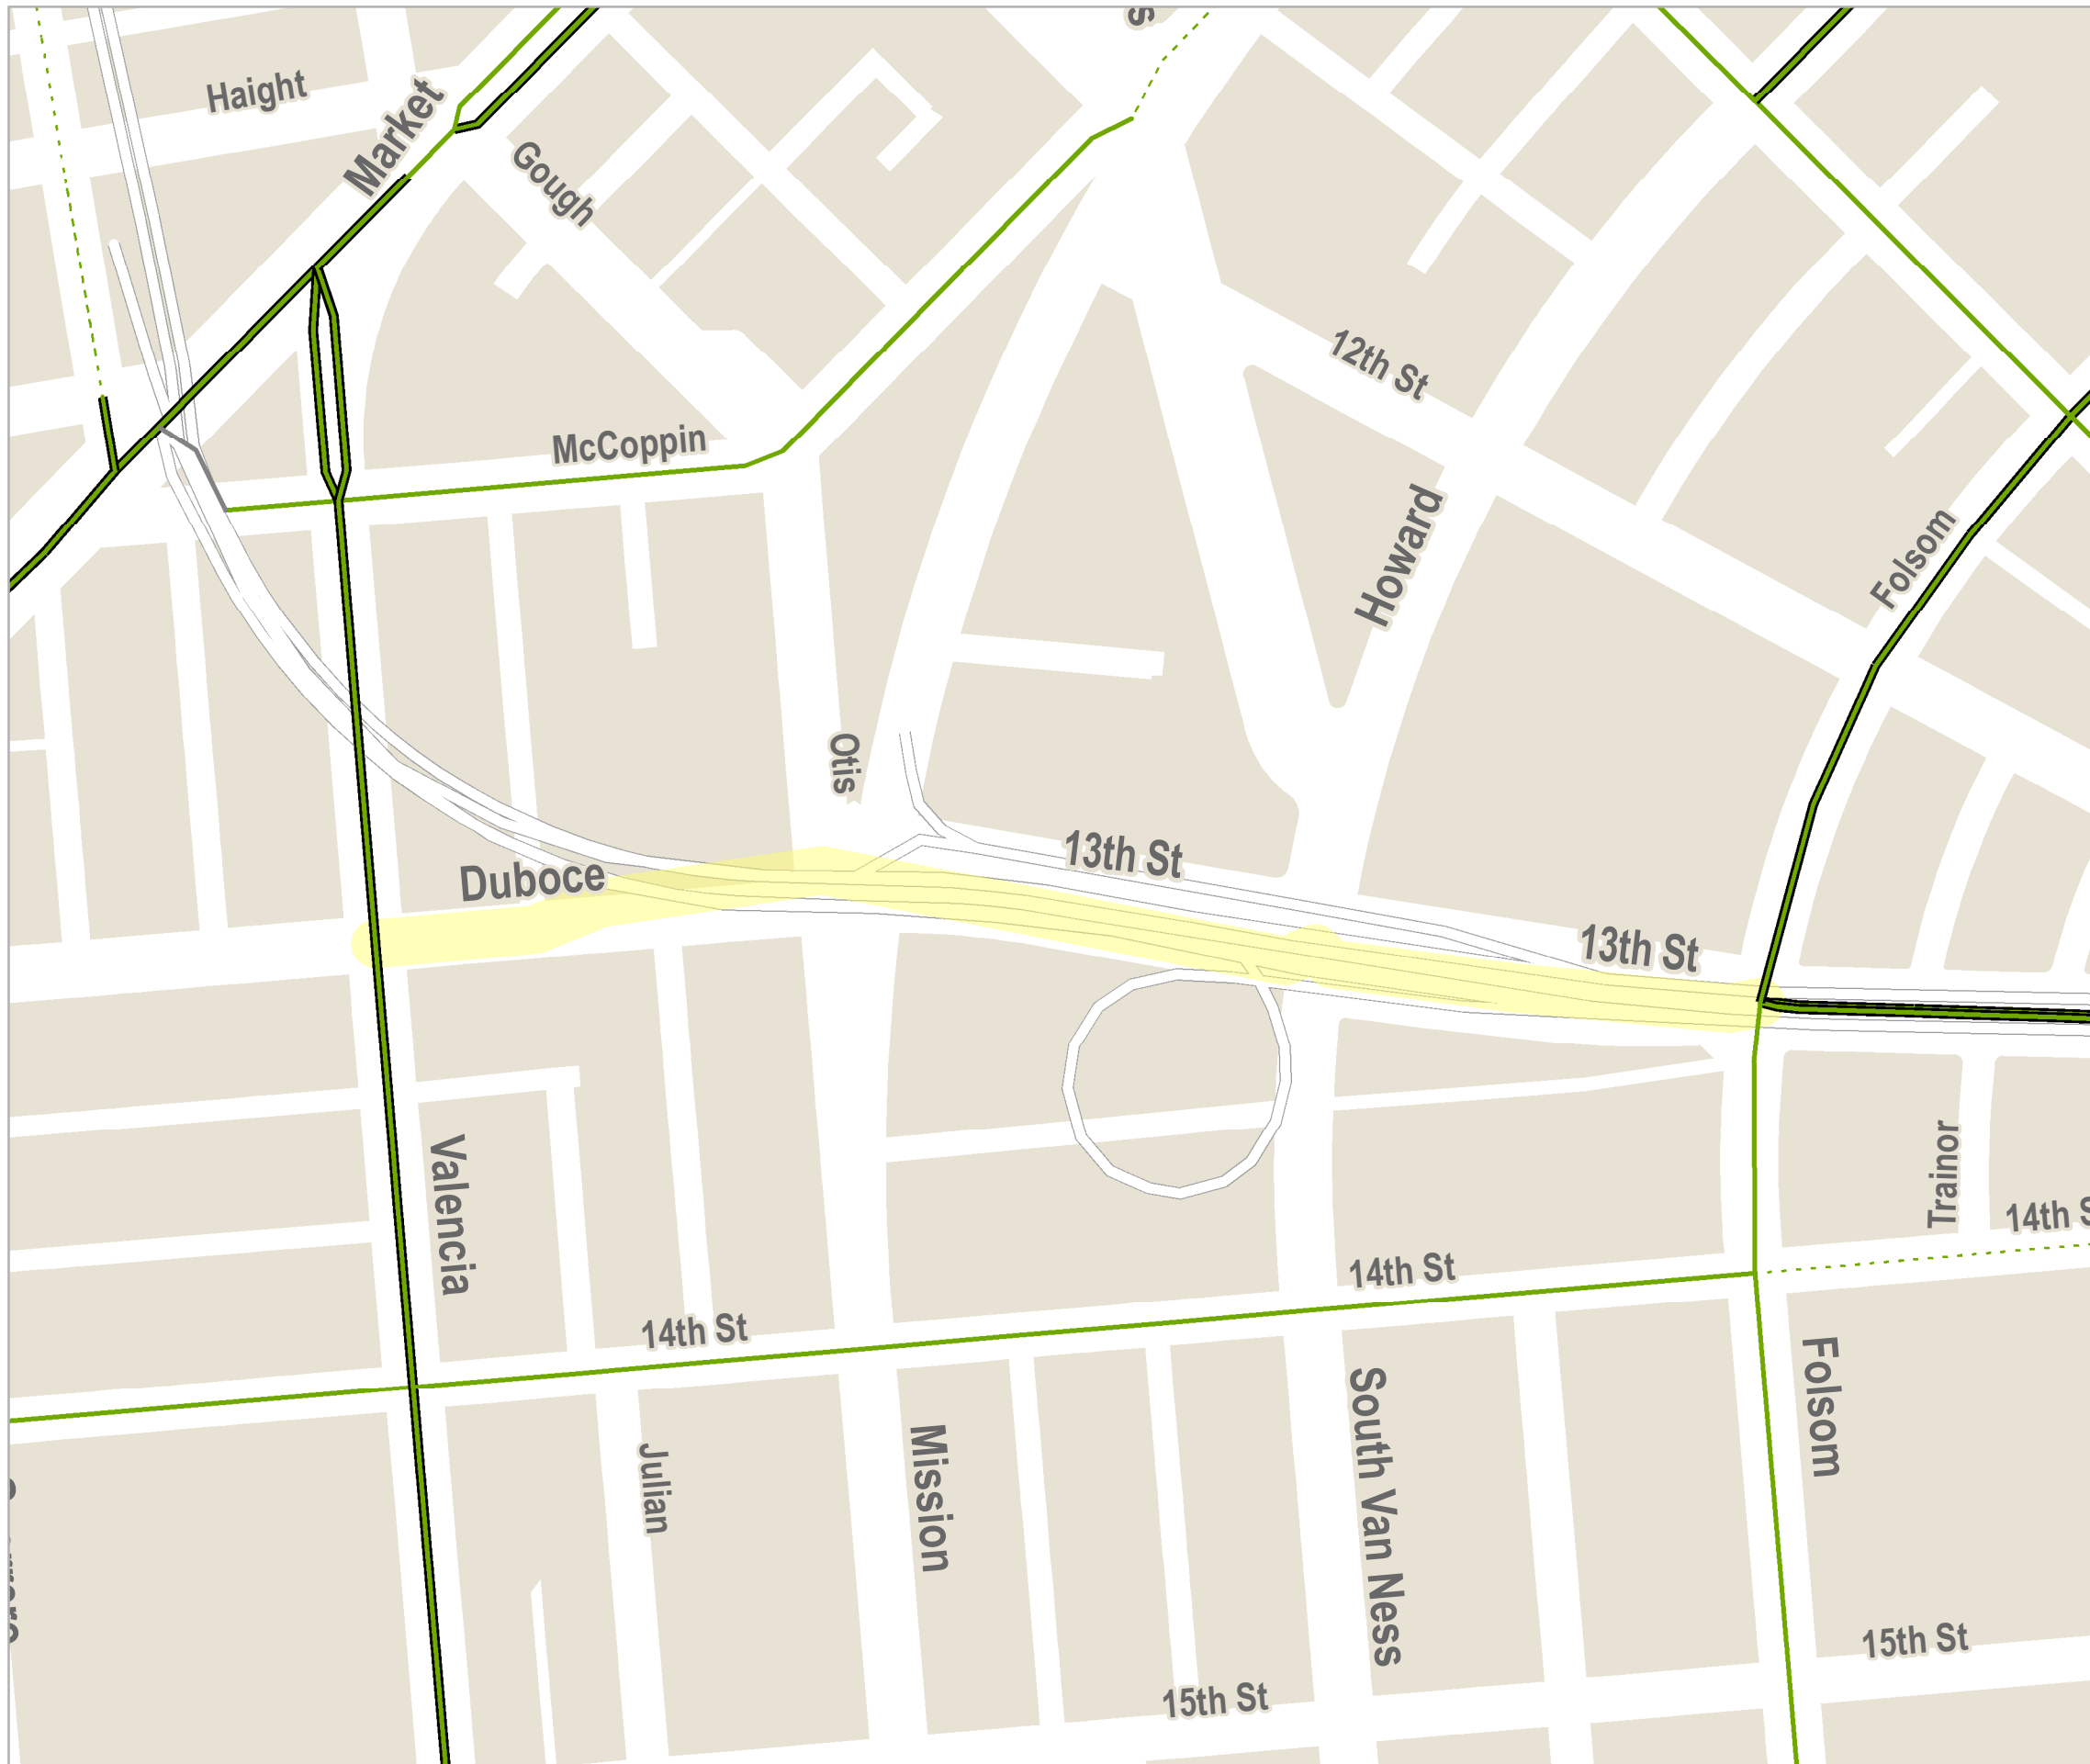 s
Haight
Market
Gough
12th St
McCoppin
Howard
Folsom
Otis
13th St
Duboce
13th St
Valencia
Trainor
14th S
14th St
14th St
Folsom
South Van Ness
Mission
Julian
15th St
15th St